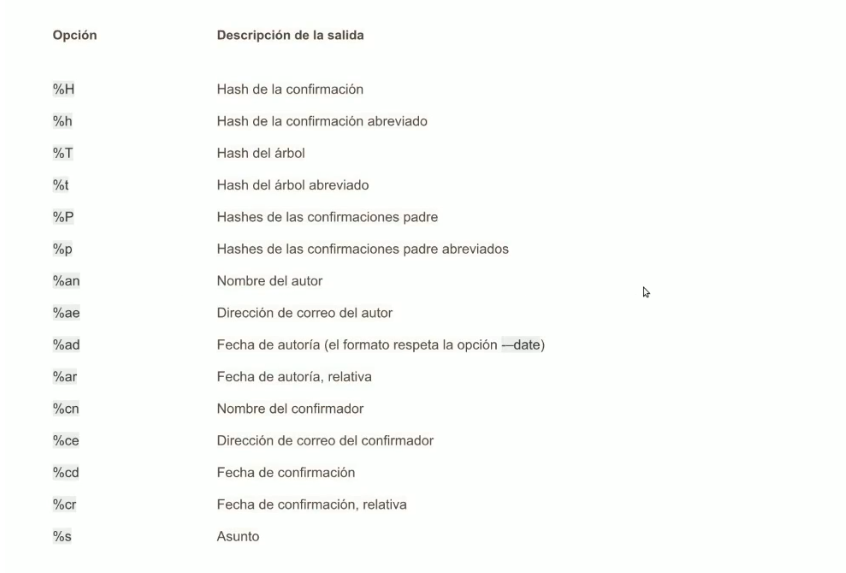 Opción Descripción de la salida
%H Hash de la confirmación
%h Hash de la confirmación abreviado
%T Hash del árbol
%t Hash del árbol abreviado
%P Hashes de las confirmaciones padre
%p Hashes de las confirmaciones padre abreviados
%an Nombre del autor
%ae Dirección de correo del autor
%ad Fecha de autoría (el formato respeta la opción —date)
%ar Fecha de autoría, relativa
%cn Nombre del confirmador
%ce Dirección de correo del confirmador
%cd Fecha de confirmación
%cr Fecha de confirmación, relativa
%s Asunto